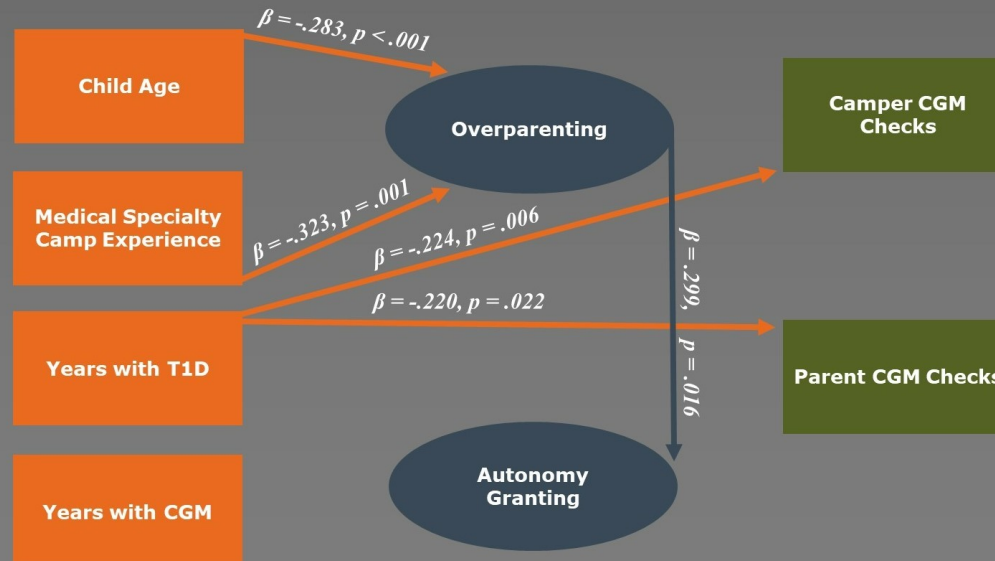 β = -.283, p < .001
Child Age
Overparenting
Camper CGM
Checks
Medical Specialty
Camp Experience
β = -.323, p = .001
β = -.224, p = .006
β = -.220, p = .022
β = .299, p = .016
Years with T1D
Parent CGM Checks
Autonomy
Granting
Years with CGM